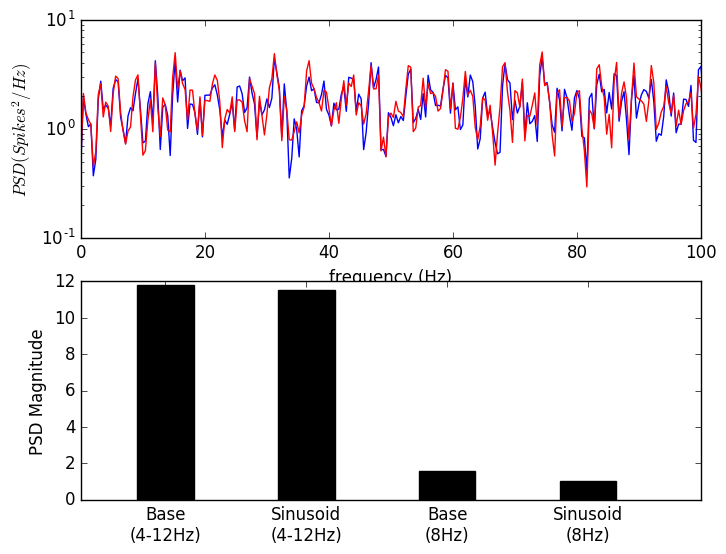 10^1
10^0
10^-1
PSD(Spikes^2/Hz)
0 20 40 60 80 100
frequency (Hz)
12
10
8
6
4
2
0
PSD Magnitude
Base Sinusoid Base Sinusoid
(4-12Hz) (4-12Hz) (8Hz) (8Hz)